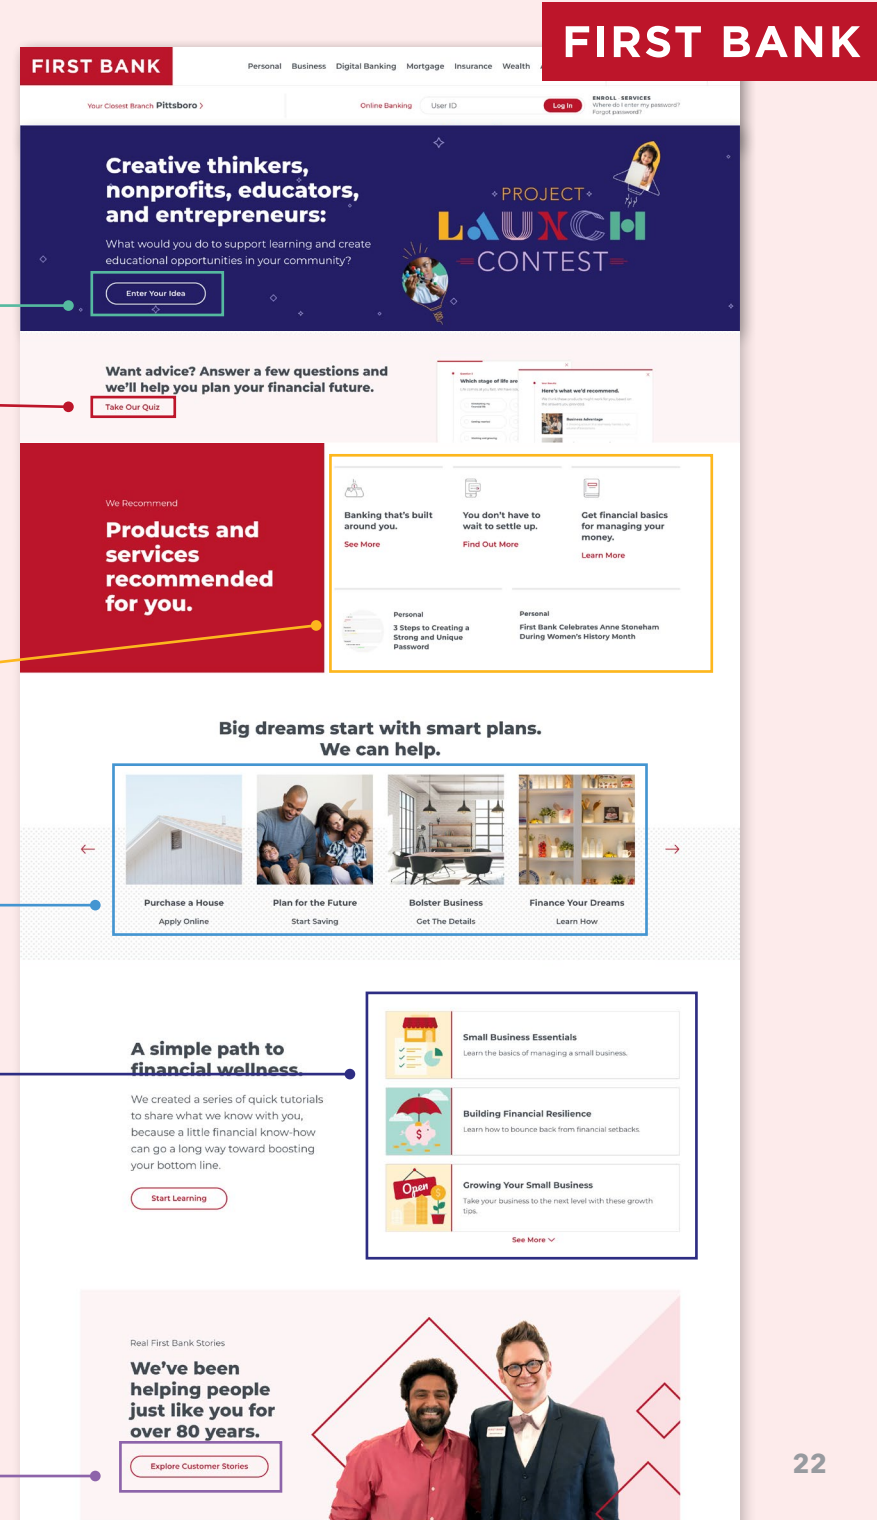 FIRST BANK
FIRST BANK
Personal Business Digital Banking Mortgage Insurance Wealth
Your Closest Branch Pittsboro >
Online Banking User ID Log In
ENROLL · SERVICES
Where do I enter my password?
Forgot password?
Creative thinkers,
nonprofits, educators,
and entrepreneurs:
What would you do to support learning and create
educational opportunities in your community?
Enter Your Idea
PROJECT
LAUNCH
CONTEST
Want advice? Answer a few questions and
we'll help you plan your financial future.
Take Our Quiz
Which stage of life are
Here's what we'd recommend.
Business Advantage
We Recommend
Products and
services
recommended
for you.
Banking that's built
around you.
See More
You don't have to
wait to settle up.
Find Out More
Get financial basics
for managing your
money.
Learn More
Personal
3 Steps to Creating a
Strong and Unique
Password
Personal
First Bank Celebrates Anne Stoneham
During Women's History Month
Big dreams start with smart plans.
We can help.
Purchase a House
Apply Online
Plan for the Future
Start Saving
Bolster Business
Get The Details
Finance Your Dreams
Learn How
A simple path to
financial wellness.
We created a series of quick tutorials
to share what we know with you,
because a little financial know-how
can go a long way toward boosting
your bottom line.
Start Learning
Small Business Essentials
Learn the basics of managing a small business.
Building Financial Resilience
Learn how to bounce back from financial setbacks.
Open
Growing Your Small Business
Take your business to the next level with these growth
tips.
See More
Real First Bank Stories
We've been
helping people
just like you for
over 80 years.
Explore Customer Stories
22